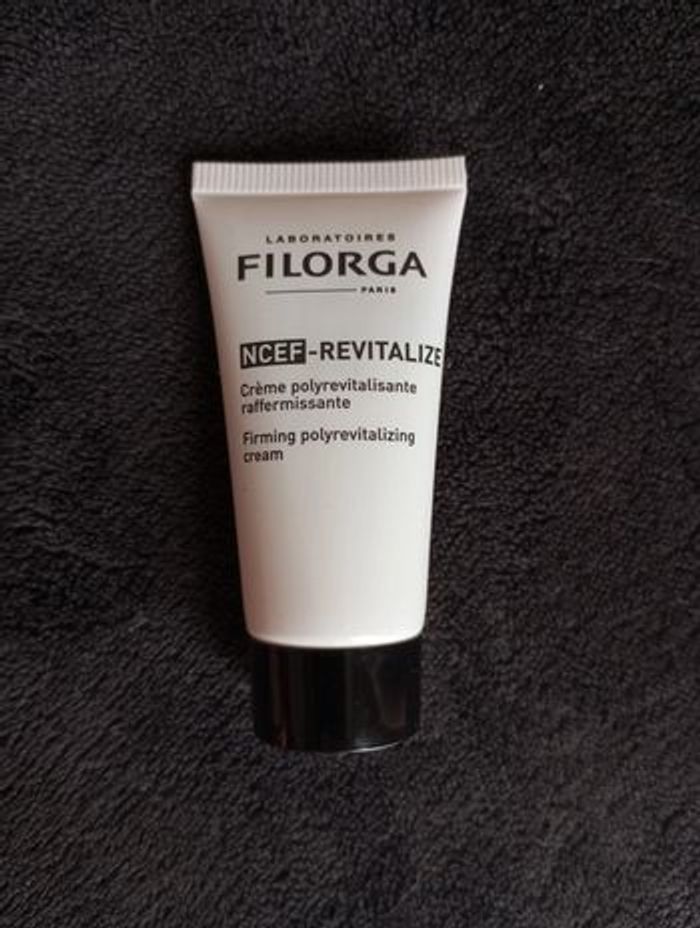 LABORATOIRES
FILORGA
PARIS
NCEF-REVITALIZE
Crème polyrevitalisante
raffermissante
Firming polyrevitalizing
cream